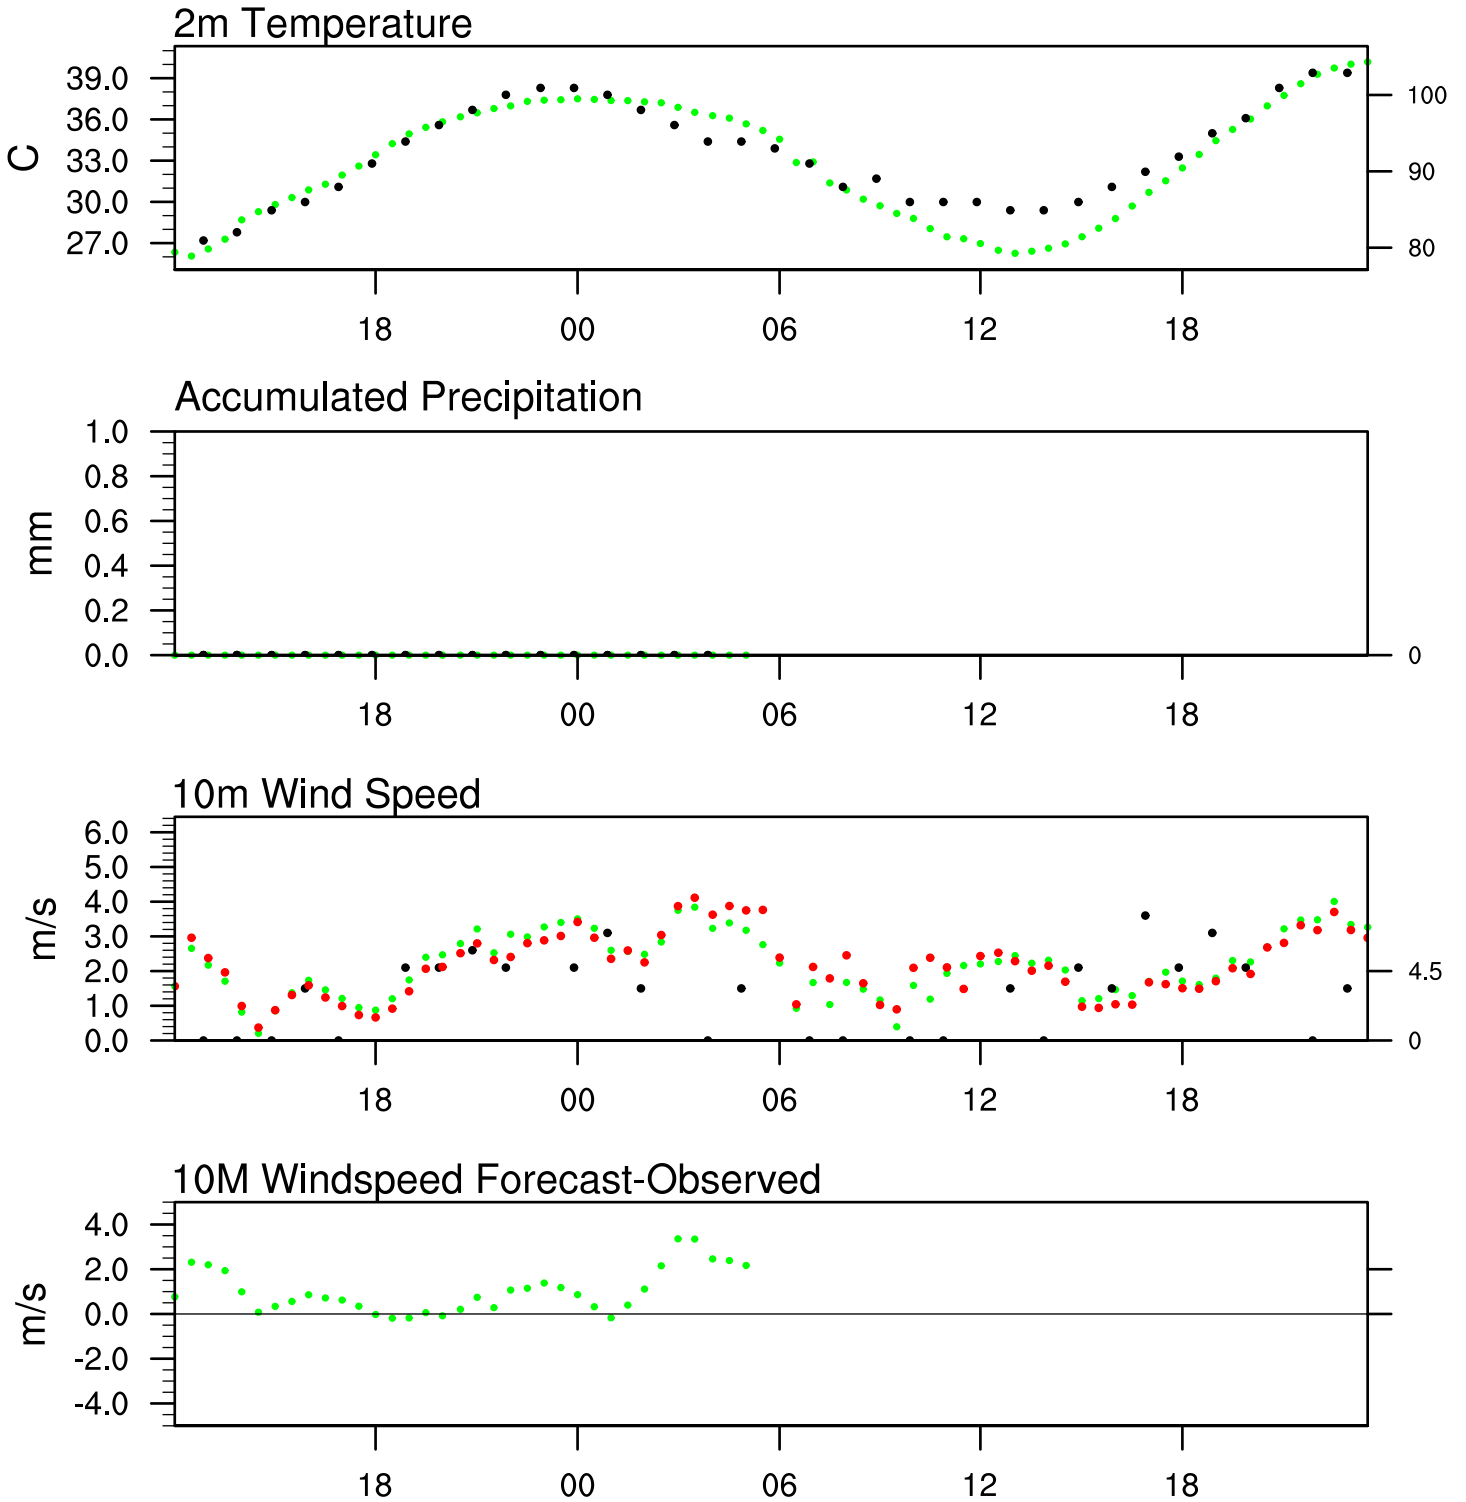 2m Temperature
39.0
36.0
33.0
30.0
27.0
C
100
90
80
18 00 06 12 18
Accumulated Precipitation
1.0
0.8
0.6
0.4
0.2
0.0
mm
0
18 00 06 12 18
10m Wind Speed
6.0
5.0
4.0
3.0
2.0
1.0
0.0
m/s
4.5
0
18 00 06 12 18
10M Windspeed Forecast-Observed
4.0
2.0
0.0
-2.0
-4.0
m/s
18 00 06 12 18